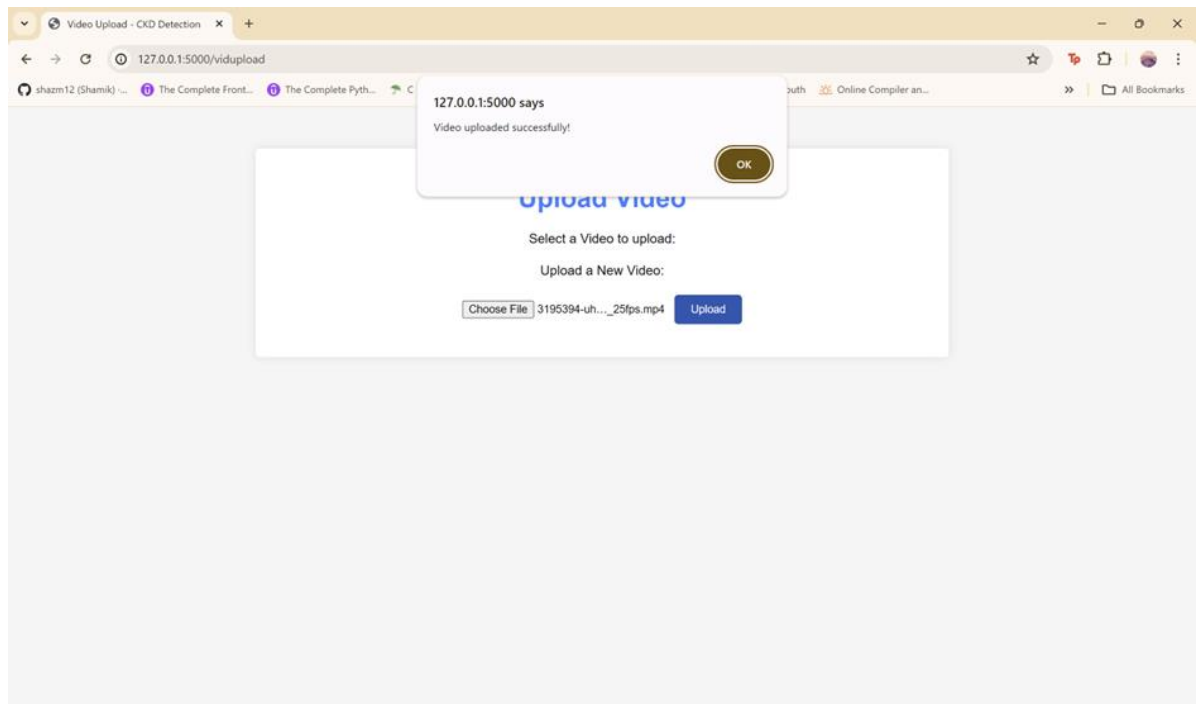 Video Upload - CKD Detection
127.0.0.1:5000/vidupload
shazm12 (Shamik) -... The Complete Front... The Complete Pyth... C outh Online Compiler an... All Bookmarks
127.0.0.1:5000 says
Video uploaded successfully!
OK
Upload Video
Select a Video to upload:
Upload a New Video:
Choose File 3195394-uh..._25fps.mp4 Upload